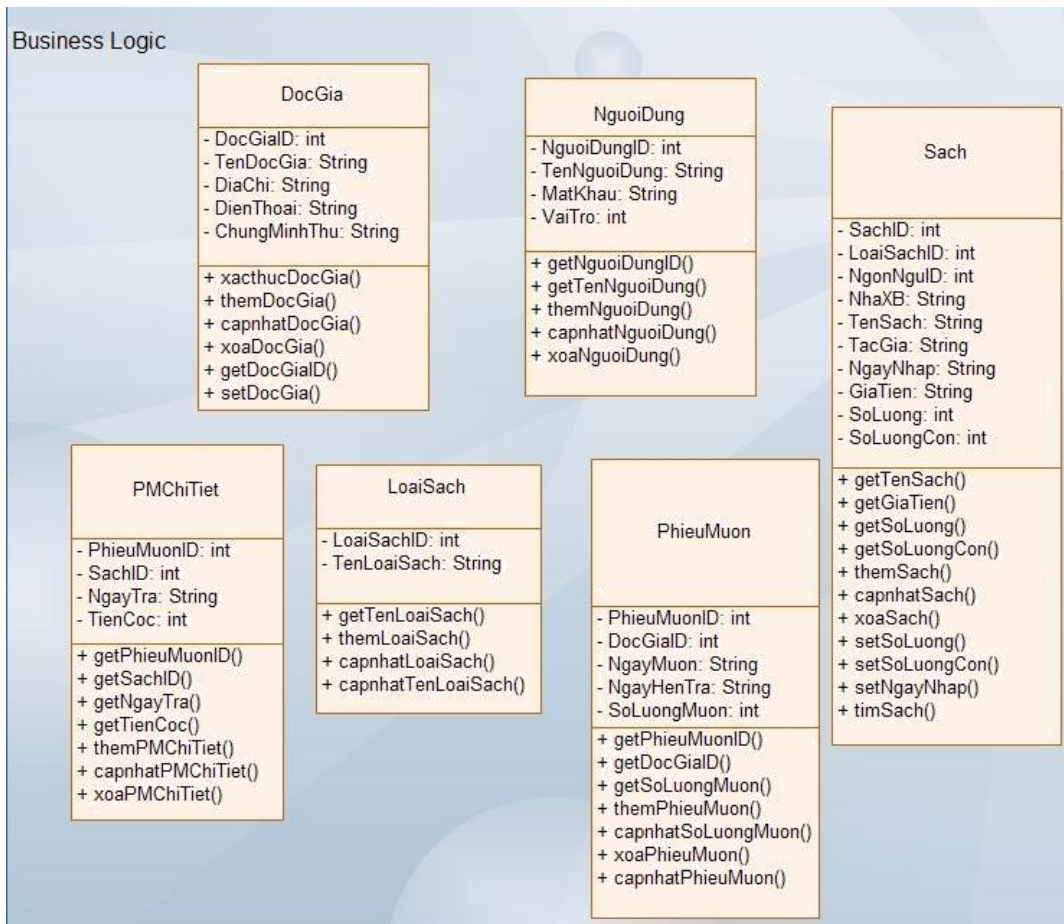 Business Logic
DocGia
- DocGiaID: int
- TenDocGia: String
- DiaChi: String
- DienThoai: String
- ChungMinhThu: String
+ xacthucDocGia()
+ themDocGia()
+ capnhatDocGia()
+ xoaDocGia()
+ getDocGiaID()
+ setDocGia()
NguoiDung
- NguoiDungID: int
- TenNguoiDung: String
- MatKhau: String
- VaiTro: int
+ getNguoiDungID()
+ getTenNguoiDung()
+ themNguoiDung()
+ capnhatNguoiDung()
+ xoaNguoiDung()
Sach
- SachID: int
- LoaiSachID: int
- NgonNguID: int
- NhaXB: String
- TenSach: String
- TacGia: String
- NgayNhap: String
- GiaTien: String
- SoLuong: int
- SoLuongCon: int
+ getTenSach()
+ getGiaTien()
+ getSoLuong()
+ getSoLuongCon()
+ themSach()
+ capnhatSach()
+ xoaSach()
+ setSoLuong()
+ setSoLuongCon()
+ setNgayNhap()
+ timSach()
PMChiTiet
- PhieuMuonID: int
- SachID: int
- NgayTra: String
- TienCoc: int
+ getPhieuMuonID()
+ getSachID()
+ getNgayTra()
+ getTienCoc()
+ themPMChiTiet()
+ capnhatPMChiTiet()
+ xoaPMChiTiet()
LoaiSach
- LoaiSachID: int
- TenLoaiSach: String
+ getTenLoaiSach()
+ themLoaiSach()
+ capnhatLoaiSach()
+ capnhatTenLoaiSach()
PhieuMuon
- PhieuMuonID: int
- DocGiaID: int
- NgayMuon: String
- NgayHenTra: String
- SoLuongMuon: int
+ getPhieuMuonID()
+ getDocGiaID()
+ getSoLuongMuon()
+ themPhieuMuon()
+ capnhatSoLuongMuon()
+ xoaPhieuMuon()
+ capnhatPhieuMuon()